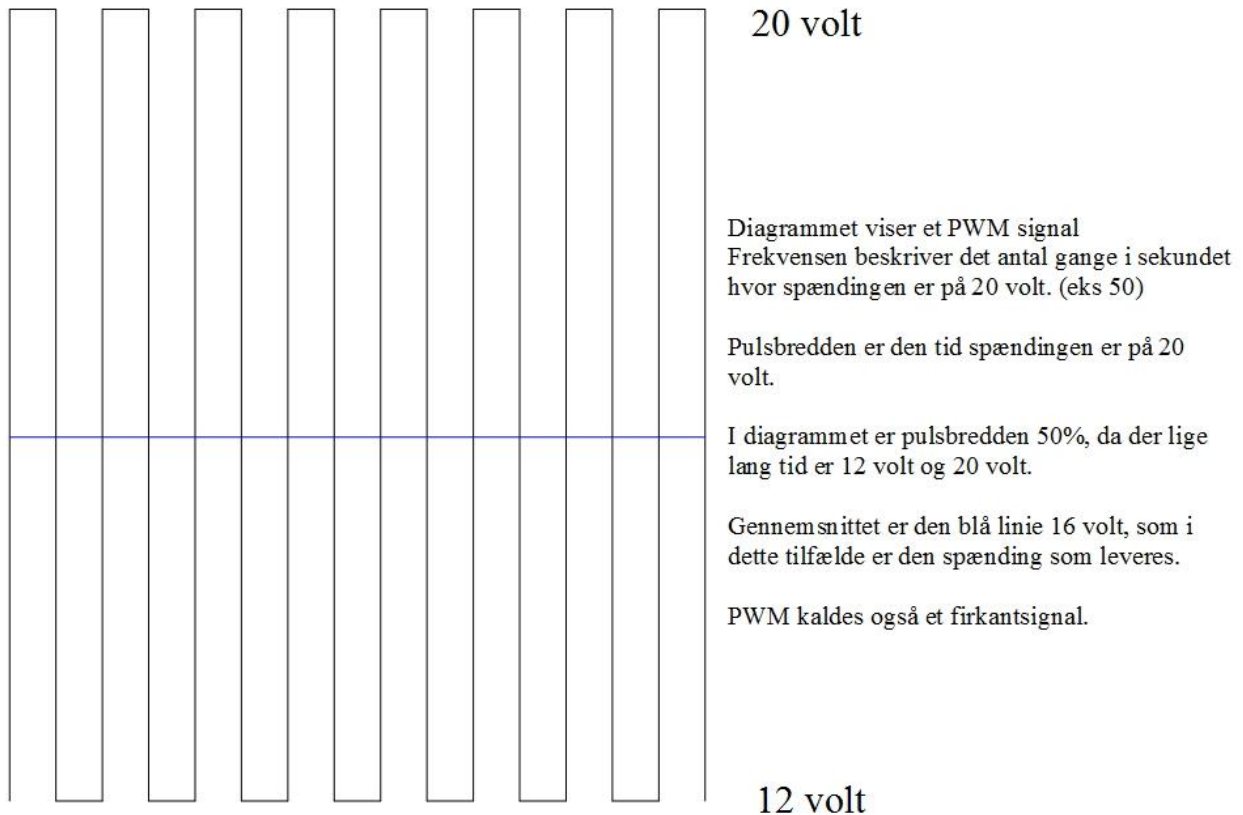 20 volt
Diagrammet viser et PWM signal
Frekvensen beskriver det antal gange i sekundet
hvor spændingen er på 20 volt. (eks 50)
Pulsbredden er den tid spændingen er på 20
volt.
I diagrammet er pulsbredden 50%, da der lige
lang tid er 12 volt og 20 volt.
Gennemsnittet er den blå linie 16 volt, som i
dette tilfælde er den spænding som leveres.
PWM kaldes også et firkantsignal.
12 volt